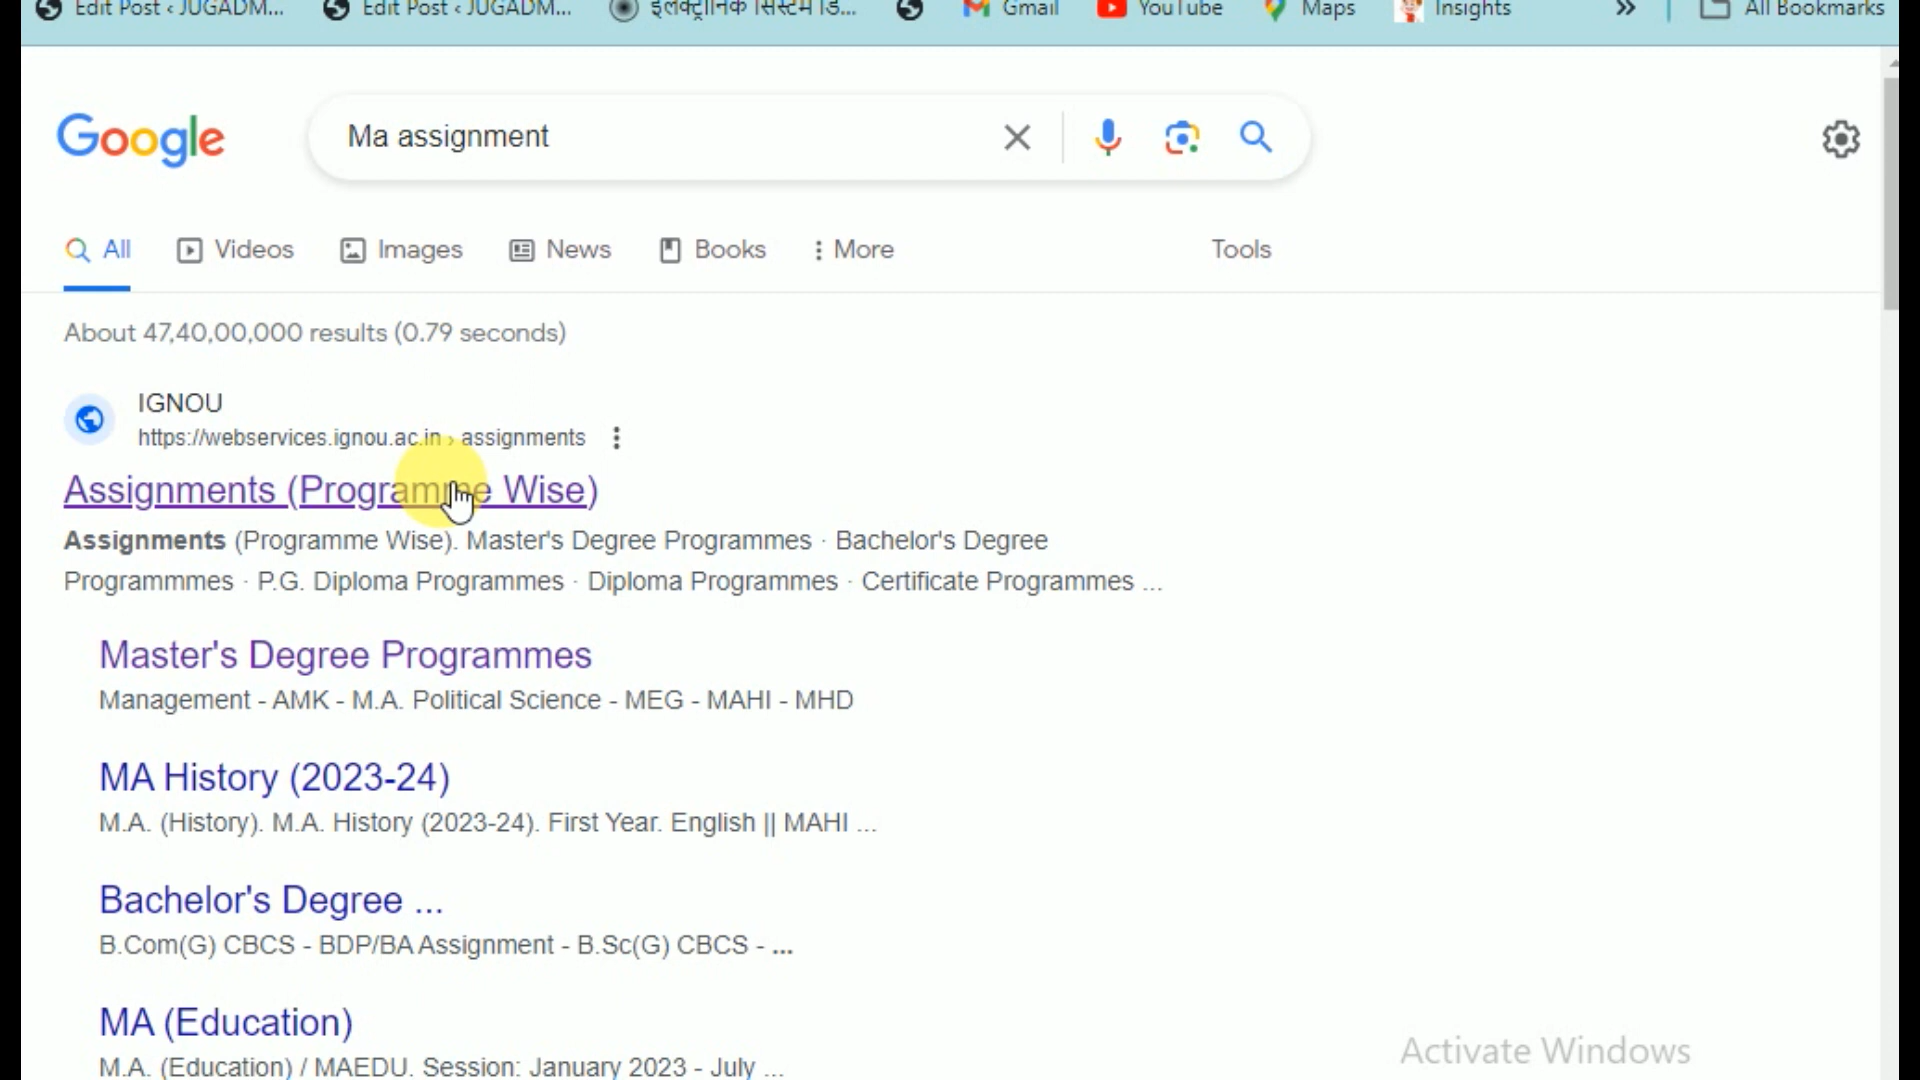 Edit Post ‹ JUGADM... Edit Post ‹ JUGADM... इलेक्ट्रॉनिक सिस्टम डि... Gmail YouTube Maps Insights » All Bookmarks
Google Ma assignment
All Videos Images News Books More Tools
About 47,40,00,000 results (0.79 seconds)
IGNOU
https://webservices.ignou.ac.in › assignments
Assignments (Programme Wise)
Assignments (Programme Wise). Master's Degree Programmes · Bachelor's Degree
Programmmes · P.G. Diploma Programmes · Diploma Programmes · Certificate Programmes ...
Master's Degree Programmes
Management - AMK - M.A. Political Science - MEG - MAHI - MHD
MA History (2023-24)
M.A. (History). M.A. History (2023-24). First Year. English || MAHI ...
Bachelor's Degree ...
B.Com(G) CBCS - BDP/BA Assignment - B.Sc(G) CBCS - ...
MA (Education)
M.A. (Education) / MAEDU. Session: January 2023 - July ...
Activate Windows